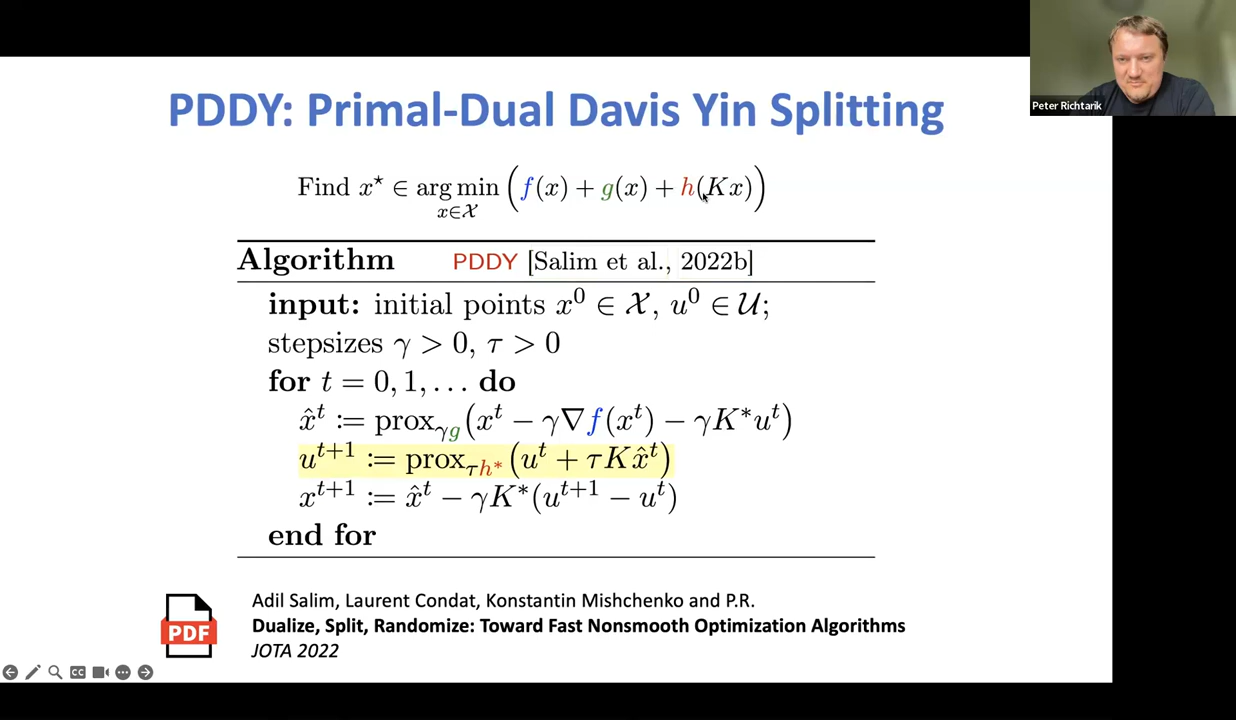 Peter Richtarik
PDDY: Primal-Dual Davis Yin Splitting
Find x⋆ ∈ arg min (f(x) + g(x) + h(Kx))
x∈𝒳
Algorithm PDDY [Salim et al., 2022b]
input: initial points x⁰ ∈ 𝒳, u⁰ ∈ 𝒰;
stepsizes γ > 0, τ > 0
for t = 0, 1, … do
x̂ᵗ := prox_γg(xᵗ − γ∇f(xᵗ) − γK*uᵗ)
uᵗ⁺¹ := prox_τh*(uᵗ + τKx̂ᵗ)
xᵗ⁺¹ := x̂ᵗ − γK*(uᵗ⁺¹ − uᵗ)
end for
PDF
Adil Salim, Laurent Condat, Konstantin Mishchenko and P.R.
Dualize, Split, Randomize: Toward Fast Nonsmooth Optimization Algorithms
JOTA 2022
CC